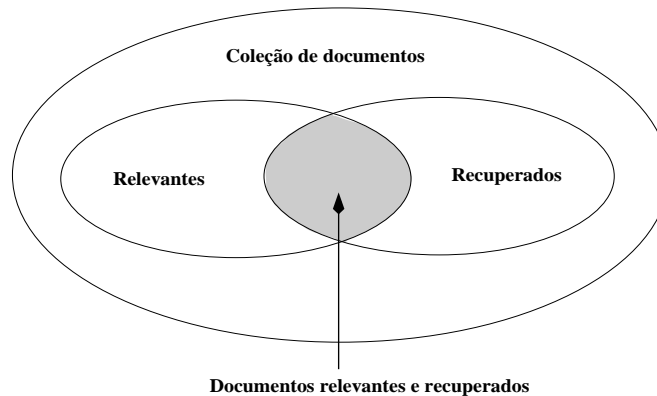 Coleção de documentos
Relevantes
Recuperados
Documentos relevantes e recuperados